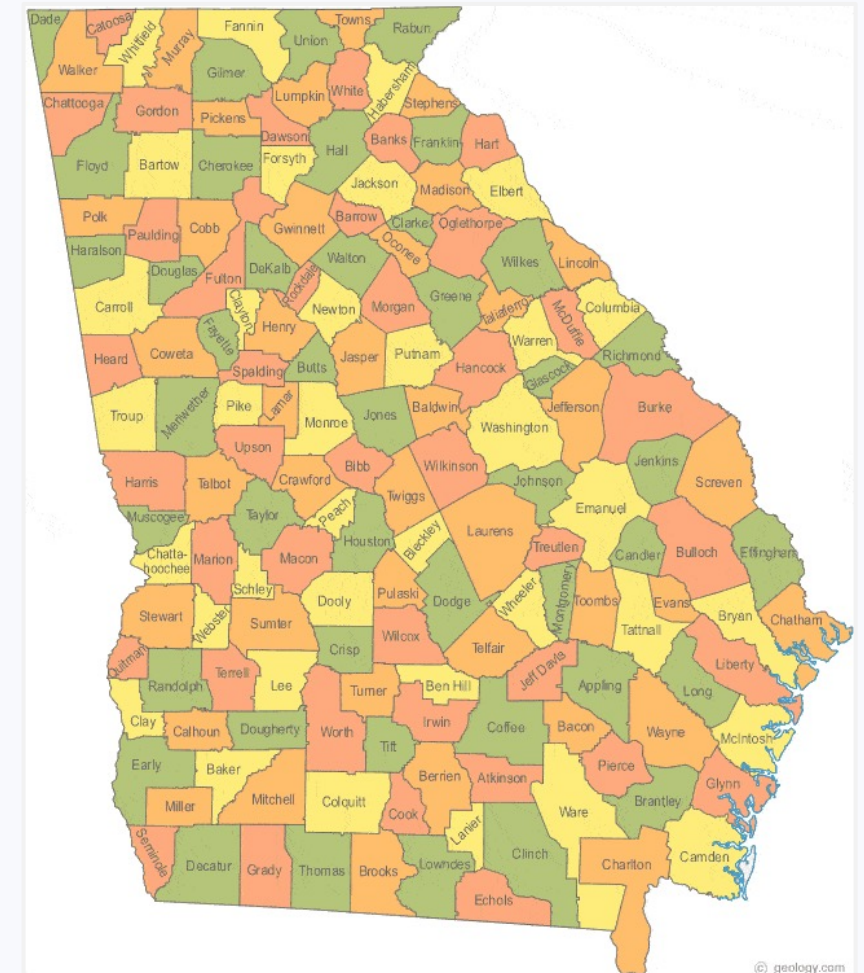 Dade
Catoosa
Whitfield
Murray
Fannin
Union
Towns
Rabun
Walker
Gilmer
Chattooga
Gordon
Pickens
Lumpkin
White
Habersham
Stephens
Dawson
Floyd
Bartow
Cherokee
Forsyth
Hall
Banks
Franklin
Hart
Jackson
Madison
Elbert
Polk
Paulding
Cobb
Gwinnett
Barrow
Clarke
Oglethorpe
Haralson
Douglas
Fulton
DeKalb
Rockdale
Walton
Oconee
Wilkes
Lincoln
Carroll
Clayton
Henry
Newton
Morgan
Greene
Taliaferro
McDuffie
Columbia
Heard
Coweta
Fayette
Spalding
Butts
Jasper
Putnam
Hancock
Warren
Glascock
Richmond
Troup
Meriwether
Pike
Lamar
Monroe
Jones
Baldwin
Washington
Jefferson
Burke
Upson
Bibb
Wilkinson
Johnson
Jenkins
Screven
Harris
Talbot
Crawford
Twiggs
Emanuel
Muscogee
Taylor
Peach
Houston
Bleckley
Laurens
Treutlen
Candler
Bulloch
Effingham
Chatta-
hoochee
Marion
Schley
Macon
Stewart
Webster
Sumter
Dooly
Pulaski
Dodge
Wheeler
Montgomery
Toombs
Evans
Tattnall
Bryan
Chatham
Crisp
Wilcox
Telfair
Jeff Davis
Appling
Long
Liberty
Quitman
Randolph
Terrell
Lee
Turner
Ben Hill
Clay
Calhoun
Dougherty
Worth
Tift
Irwin
Coffee
Bacon
Wayne
McIntosh
Early
Baker
Miller
Mitchell
Colquitt
Cook
Berrien
Atkinson
Pierce
Ware
Brantley
Glynn
Seminole
Decatur
Grady
Thomas
Brooks
Lowndes
Lanier
Clinch
Echols
Charlton
Camden
(c) geology.com